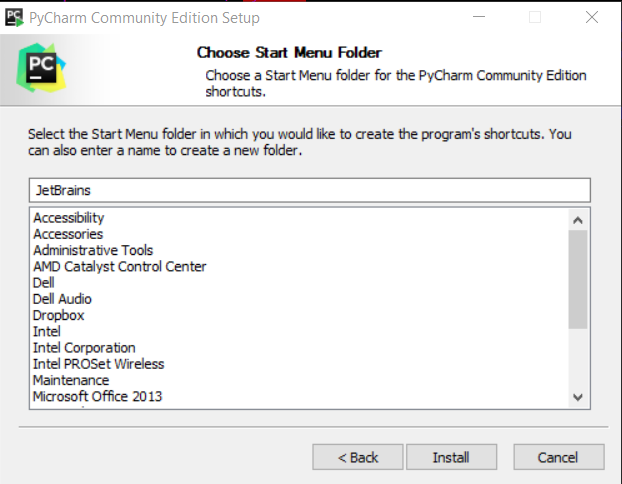 PC PyCharm Community Edition Setup
PC
Choose Start Menu Folder
Choose a Start Menu folder for the PyCharm Community Edition
shortcuts.
Select the Start Menu folder in which you would like to create the program's shortcuts. You
can also enter a name to create a new folder.
JetBrains
Accessibility
Accessories
Administrative Tools
AMD Catalyst Control Center
Dell
Dell Audio
Dropbox
Intel
Intel Corporation
Intel PROSet Wireless
Maintenance
Microsoft Office 2013
< Back Install Cancel